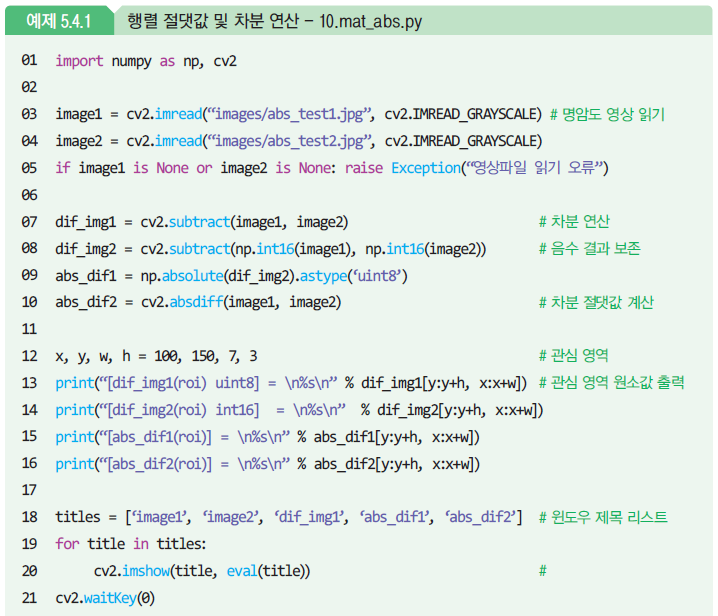 예제 5.4.1 행렬 절댓값 및 차분 연산 – 10.mat_abs.py
01 import numpy as np, cv2
02
03 image1 = cv2.imread(“images/abs_test1.jpg”, cv2.IMREAD_GRAYSCALE) # 명암도 영상 읽기
04 image2 = cv2.imread(“images/abs_test2.jpg”, cv2.IMREAD_GRAYSCALE)
05 if image1 is None or image2 is None: raise Exception(“영상파일 읽기 오류”)
06
07 dif_img1 = cv2.subtract(image1, image2) # 차분 연산
08 dif_img2 = cv2.subtract(np.int16(image1), np.int16(image2)) # 음수 결과 보존
09 abs_dif1 = np.absolute(dif_img2).astype(‘uint8’)
10 abs_dif2 = cv2.absdiff(image1, image2) # 차분 절댓값 계산
11
12 x, y, w, h = 100, 150, 7, 3 # 관심 영역
13 print(“[dif_img1(roi) uint8] = \n%s\n” % dif_img1[y:y+h, x:x+w]) # 관심 영역 원소값 출력
14 print(“[dif_img2(roi) int16] = \n%s\n” % dif_img2[y:y+h, x:x+w])
15 print(“[abs_dif1(roi)] = \n%s\n” % abs_dif1[y:y+h, x:x+w])
16 print(“[abs_dif2(roi)] = \n%s\n” % abs_dif2[y:y+h, x:x+w])
17
18 titles = [‘image1’, ‘image2’, ‘dif_img1’, ‘abs_dif1’, ‘abs_dif2’] # 윈도우 제목 리스트
19 for title in titles:
20 cv2.imshow(title, eval(title)) #
21 cv2.waitKey(0)